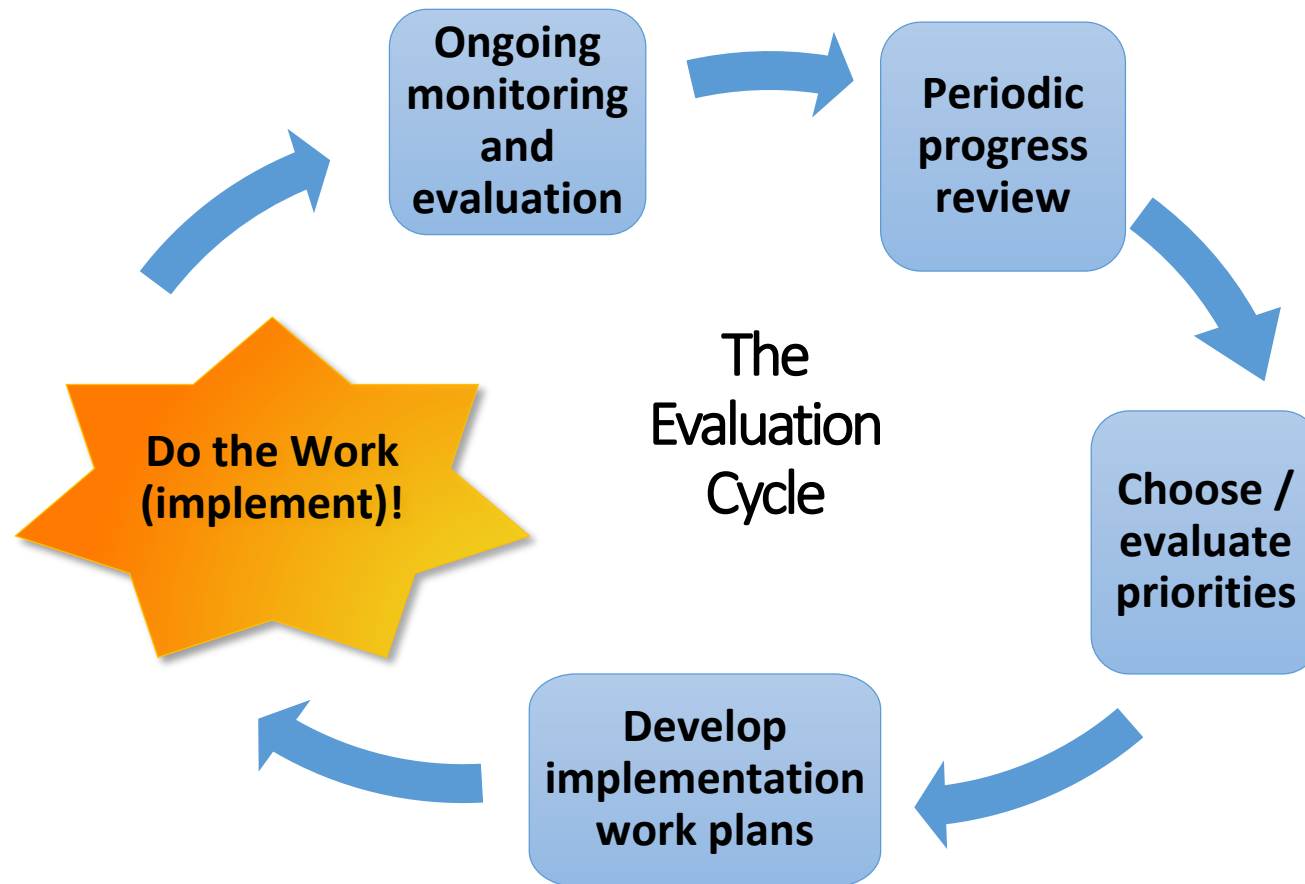 Ongoing
monitoring
and
evaluation
Periodic
progress
review
The
Evaluation
Cycle
Do the Work
(implement)!
Choose /
evaluate
priorities
Develop
implementation
work plans